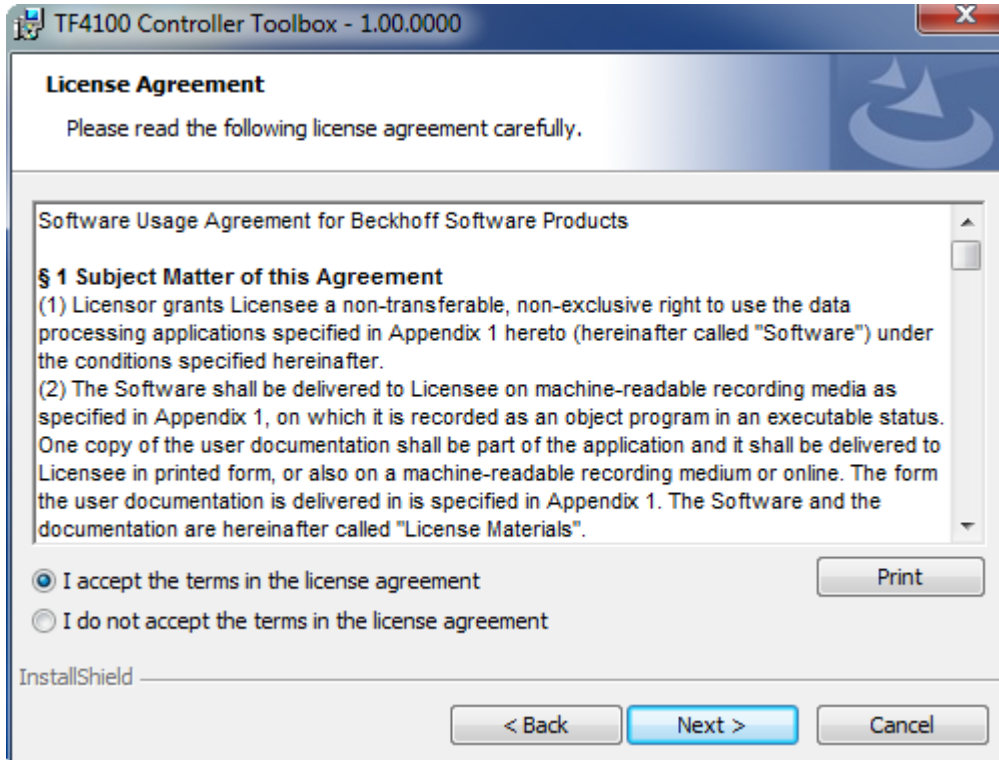 TF4100 Controller Toolbox - 1.00.0000
License Agreement
Please read the following license agreement carefully.
Software Usage Agreement for Beckhoff Software Products
§ 1 Subject Matter of this Agreement
(1) Licensor grants Licensee a non-transferable, non-exclusive right to use the data
processing applications specified in Appendix 1 hereto (hereinafter called "Software") under
the conditions specified hereinafter.
(2) The Software shall be delivered to Licensee on machine-readable recording media as
specified in Appendix 1, on which it is recorded as an object program in an executable status.
One copy of the user documentation shall be part of the application and it shall be delivered to
Licensee in printed form, or also on a machine-readable recording medium or online. The form
the user documentation is delivered in is specified in Appendix 1. The Software and the
documentation are hereinafter called "License Materials".
I accept the terms in the license agreement
Print
I do not accept the terms in the license agreement
InstallShield
< Back
Next >
Cancel